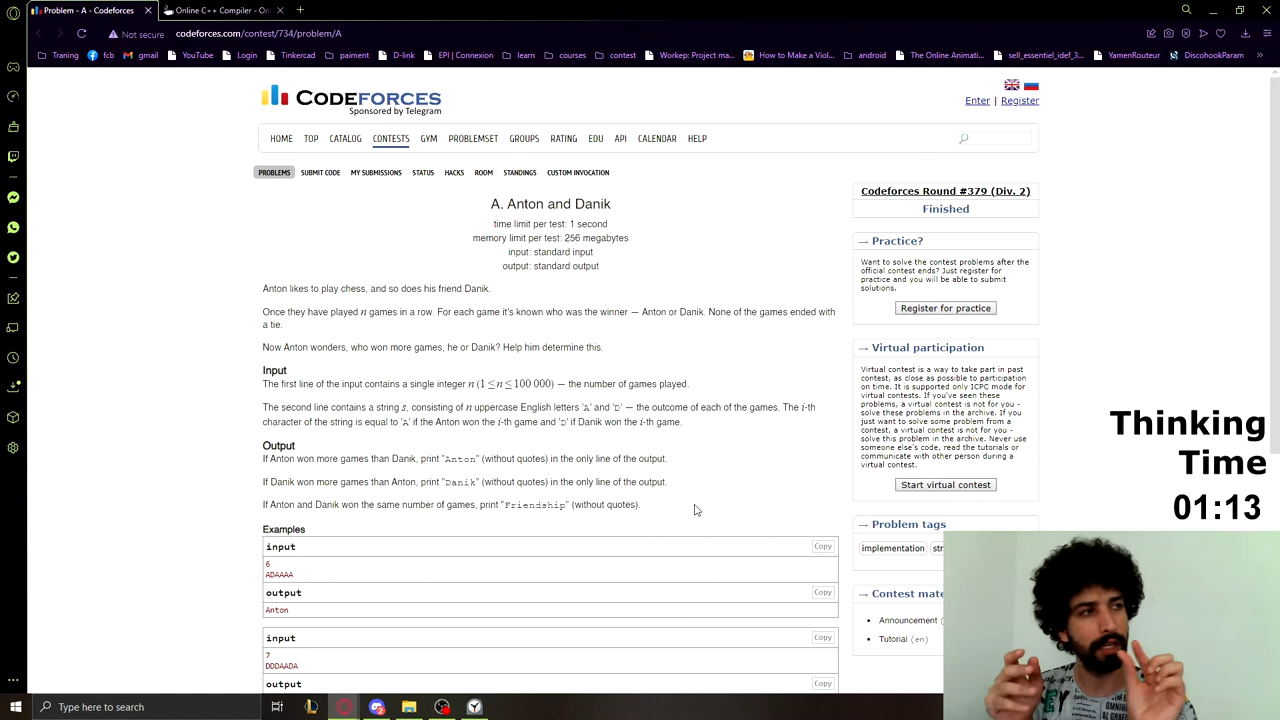 Problem - A - Codeforces
Online C++ Compiler - Onl
Not secure
codeforces.com/contest/734/problem/A
Traning
fcb
gmail
YouTube
Login
Tinkercad
paiment
D-link
EPI | Connexion
learn
courses
contest
Workep: Project ma...
How to Make a Viol...
android
The Online Animati...
sell_essentiel_idef_3...
YamenRouteur
DiscohookParam
CODEFORCES
Sponsored by Telegram
Enter | Register
HOME TOP CATALOG CONTESTS GYM PROBLEMSET GROUPS RATING EDU API CALENDAR HELP
PROBLEMS SUBMIT CODE MY SUBMISSIONS STATUS HACKS ROOM STANDINGS CUSTOM INVOCATION
A. Anton and Danik
time limit per test: 1 second
memory limit per test: 256 megabytes
input: standard input
output: standard output
Anton likes to play chess, and so does his friend Danik.
Once they have played n games in a row. For each game it's known who was the winner — Anton or Danik. None of the games ended with
a tie.
Now Anton wonders, who won more games, he or Danik? Help him determine this.
Input
The first line of the input contains a single integer n (1 ≤ n ≤ 100 000) — the number of games played.
The second line contains a string s, consisting of n uppercase English letters 'A' and 'D' — the outcome of each of the games. The i-th
character of the string is equal to 'A' if the Anton won the i-th game and 'D' if Danik won the i-th game.
Output
If Anton won more games than Danik, print "Anton" (without quotes) in the only line of the output.
If Danik won more games than Anton, print "Danik" (without quotes) in the only line of the output.
If Anton and Danik won the same number of games, print "Friendship" (without quotes).
Examples
input
Copy
6
ADAAAA
output
Copy
Anton
input
Copy
7
DDDAADA
output
Copy
Codeforces Round #379 (Div. 2)
Finished
→ Practice?
Want to solve the contest problems after the
official contest ends? Just register for
practice and you will be able to submit
solutions.
Register for practice
→ Virtual participation
Virtual contest is a way to take part in past
contest, as close as possible to participation
on time. It is supported only ICPC mode for
virtual contests. If you've seen these
problems, a virtual contest is not for you -
solve these problems in the archive. If you
just want to solve some problem from a
contest, a virtual contest is not for you -
solve this problem in the archive. Never use
someone else's code, read the tutorials or
communicate with other person during a
virtual contest.
Start virtual contest
→ Problem tags
implementation
str
→ Contest mate
Announcement (
Tutorial (en)
Thinking
Time
01:13
Type here to search